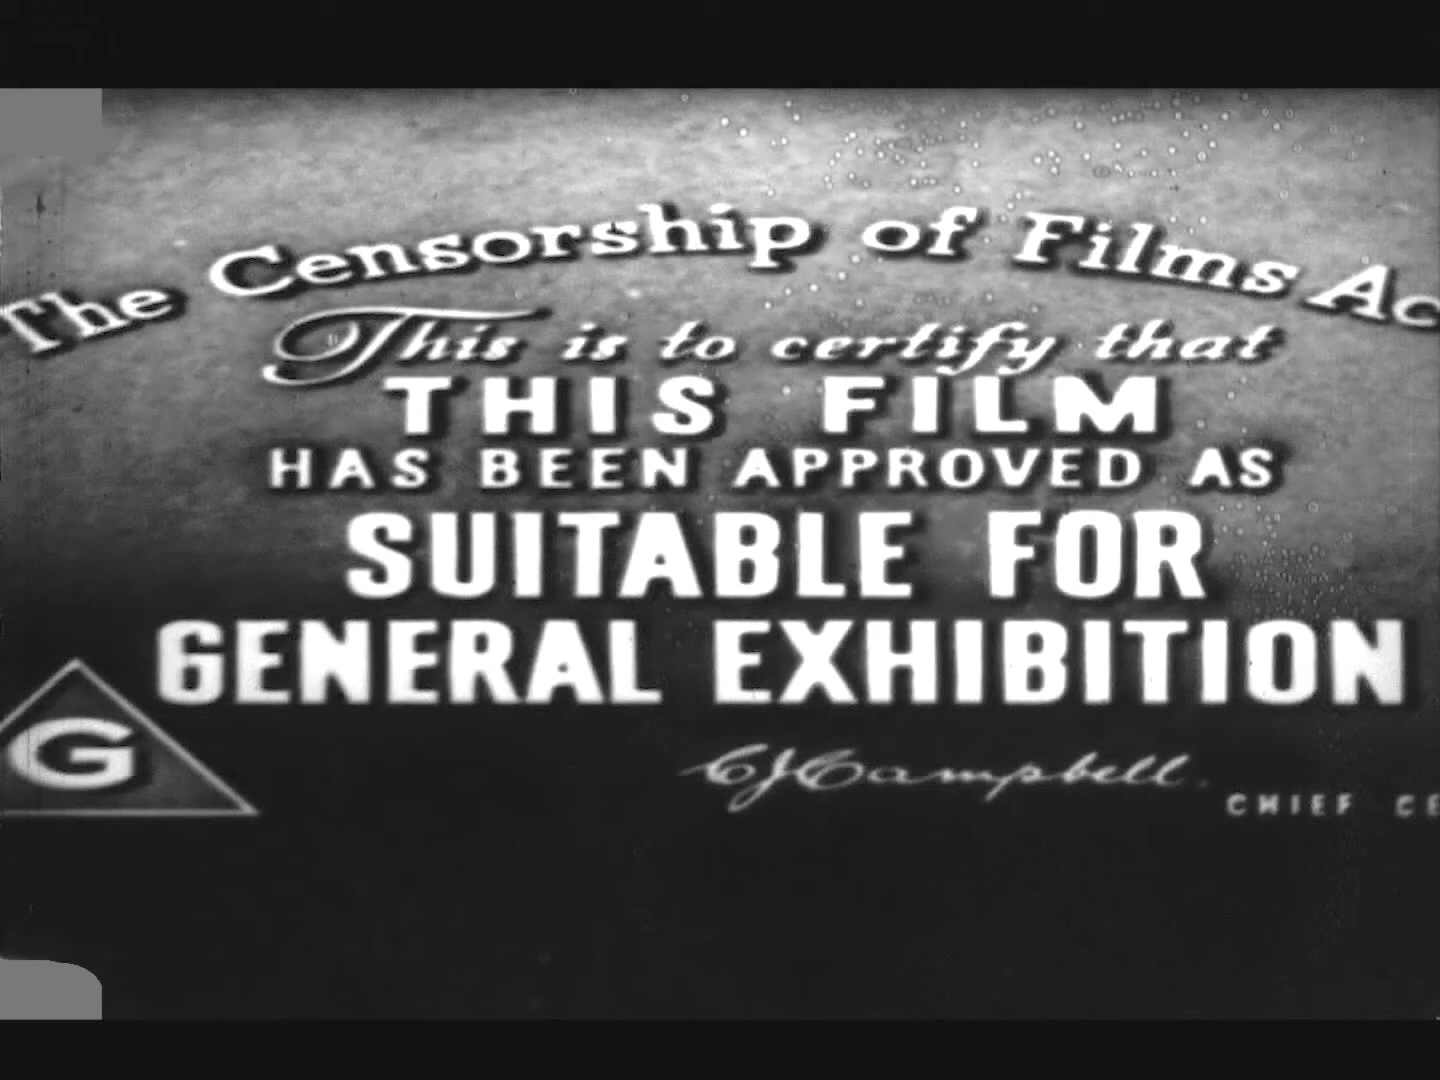 The Censorship of Films Ac
This is to certify that
THIS FILM
HAS BEEN APPROVED AS
SUITABLE FOR
GENERAL EXHIBITION
G
CJCampbell.
CHIEF CE